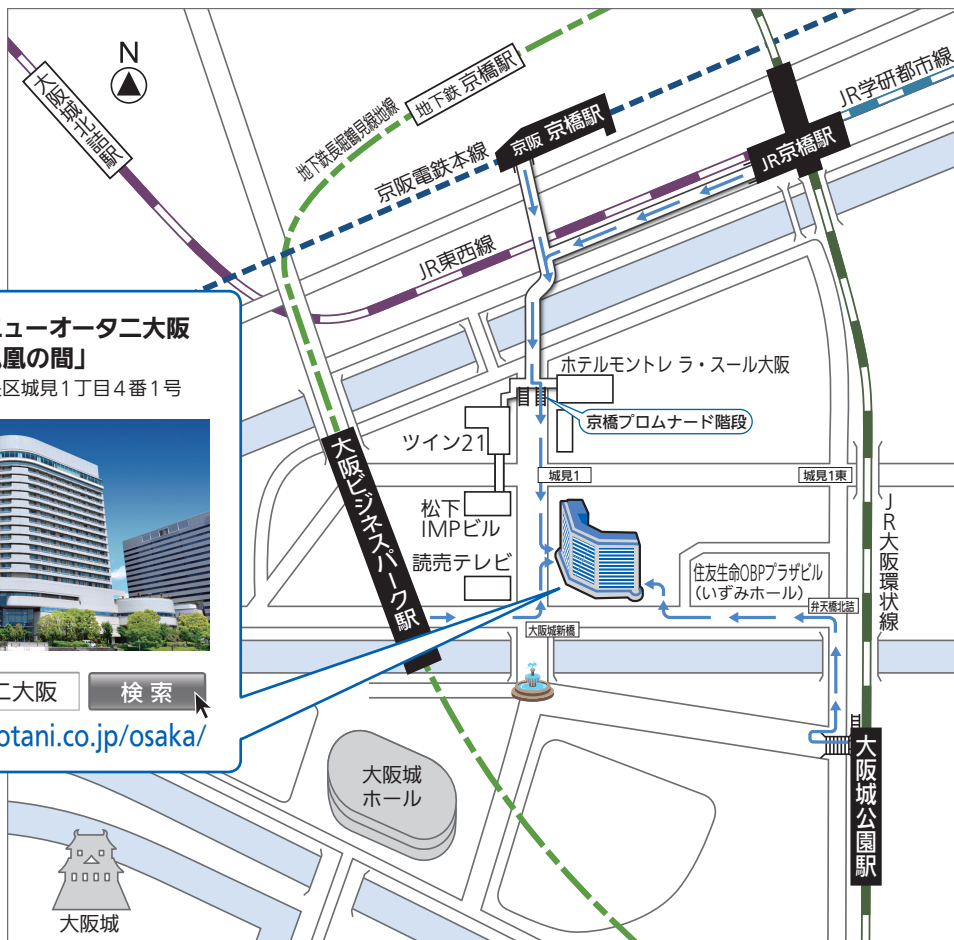 N
大阪城北詰駅
地下鉄長堀鶴見緑地線
地下鉄 京橋駅
京阪電鉄本線
京阪 京橋駅
JR京橋駅
JR学研都市線
JR東西線
ューオータニ大阪
凰の間」
区城見1丁目4番1号
ニ大阪
検 索
otani.co.jp/osaka/
ホテルモントレ ラ・スール大阪
京橋プロムナード階段
ツイン21
城見1
城見1東
松下
IMPビル
読売テレビ
大阪ビジネスパーク駅
住友生命OBPプラザビル
(いずみホール)
弁天橋北詰
JR大阪環状線
大阪城新橋
大阪城公園駅
大阪城
ホール
大阪城